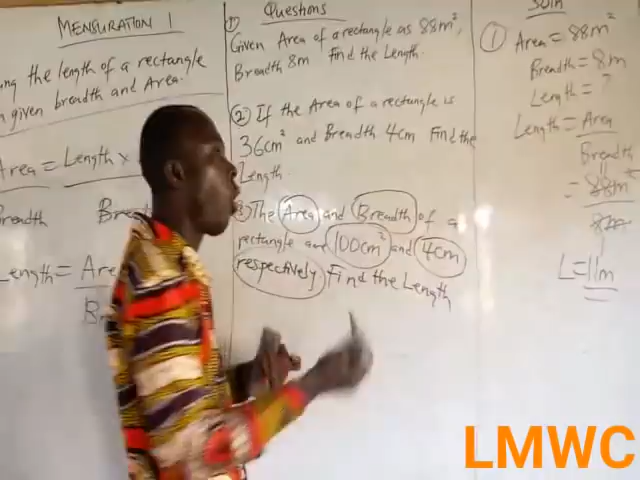 MENSURATION 1
ng the length of a rectangle
n given breadth and Area.
Area = Length ×
Breadth
Breadth
Length = Area
Questions
① Given Area of a rectangle as 88m²,
Breadth 8m find the Length.
② If the Area of a rectangle is
36cm² and Breadth 4cm Find the
Length.
The Area and Breadth of a
rectangle are 100cm² and 4cm
respectively Find the Length
Soln
① Area = 88m²
Breadth = 8m
Length = ?
Length = Area
Breadth
= 88m²
8m
L = 11m
LMWC